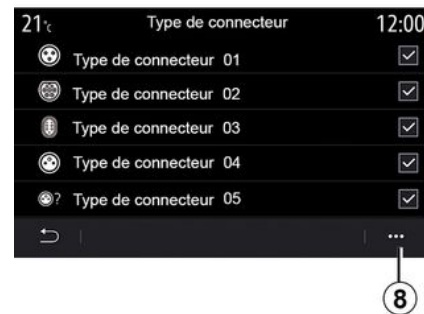 21°c Type de connecteur 12:00
Type de connecteur 01
Type de connecteur 02
Type de connecteur 03
Type de connecteur 04
? Type de connecteur 05
8